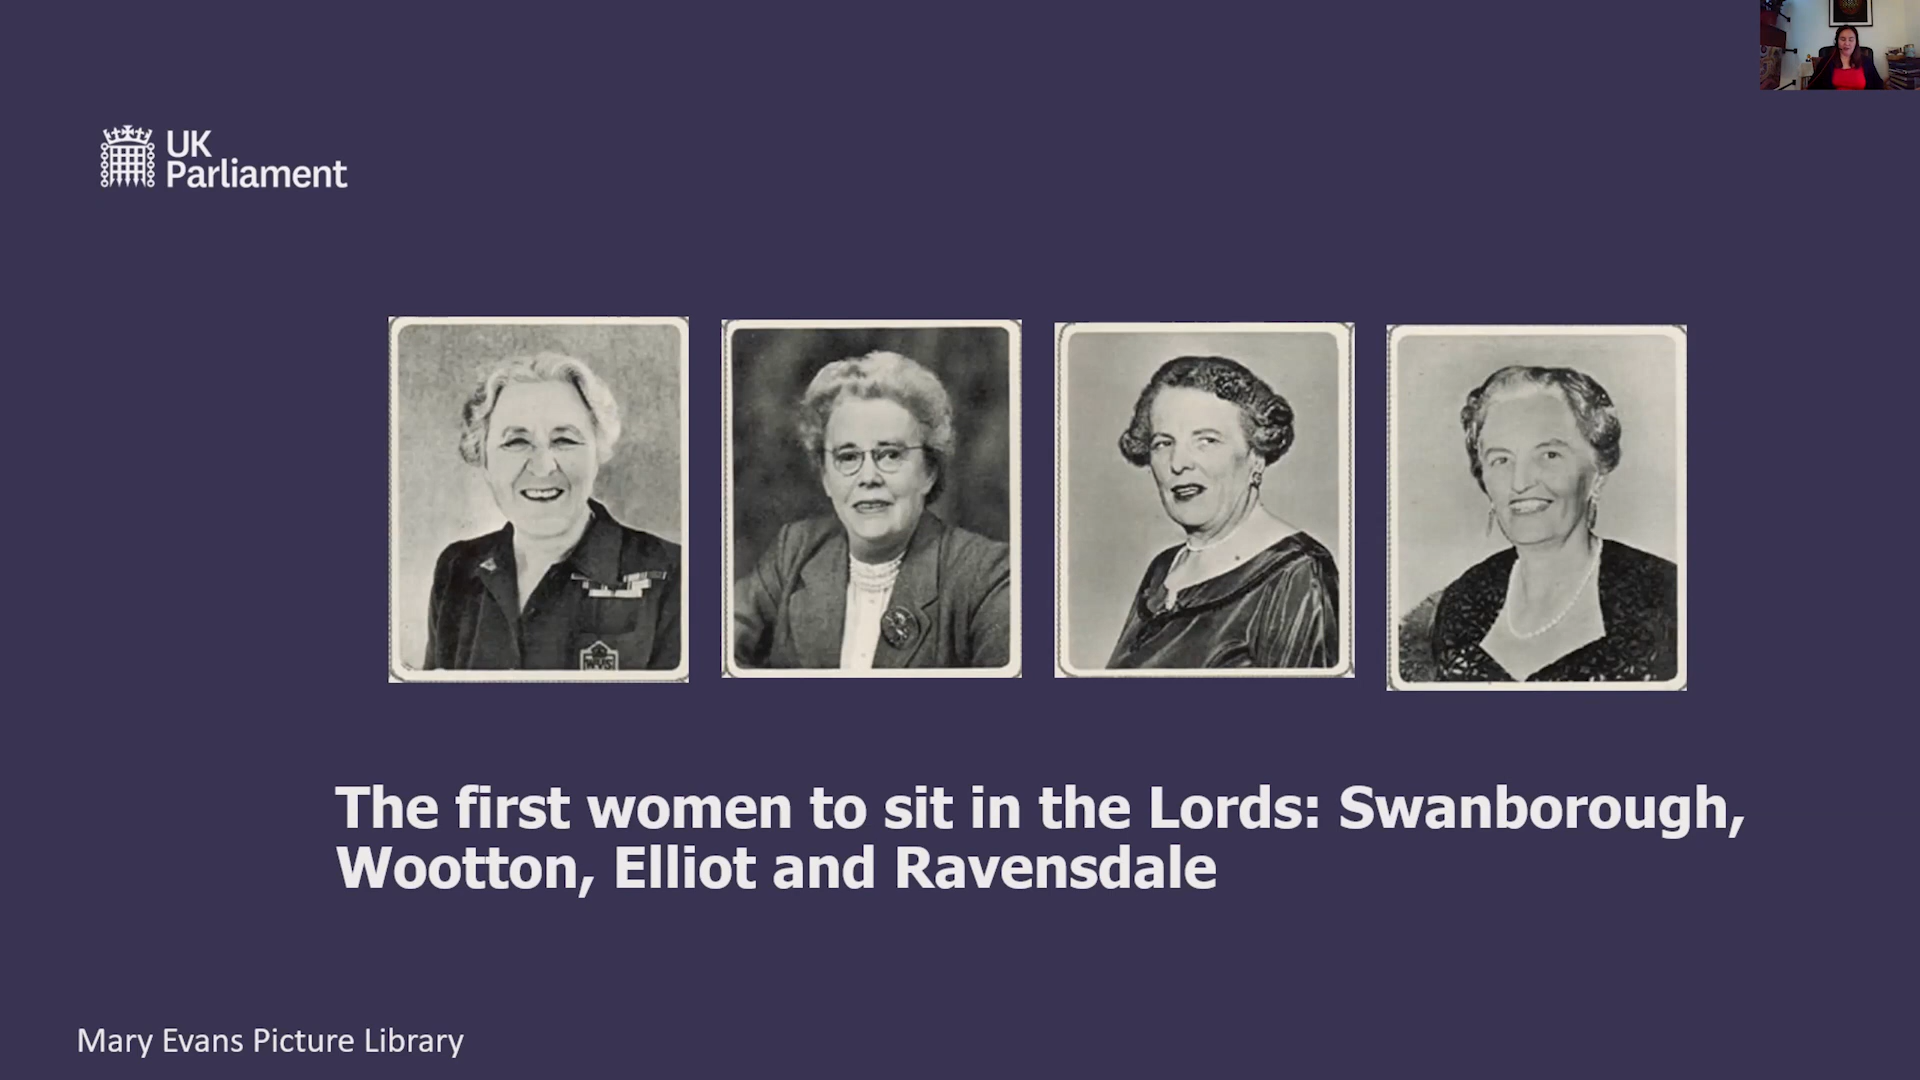 UK
Parliament
WVS
The first women to sit in the Lords: Swanborough,
Wootton, Elliot and Ravensdale
Mary Evans Picture Library